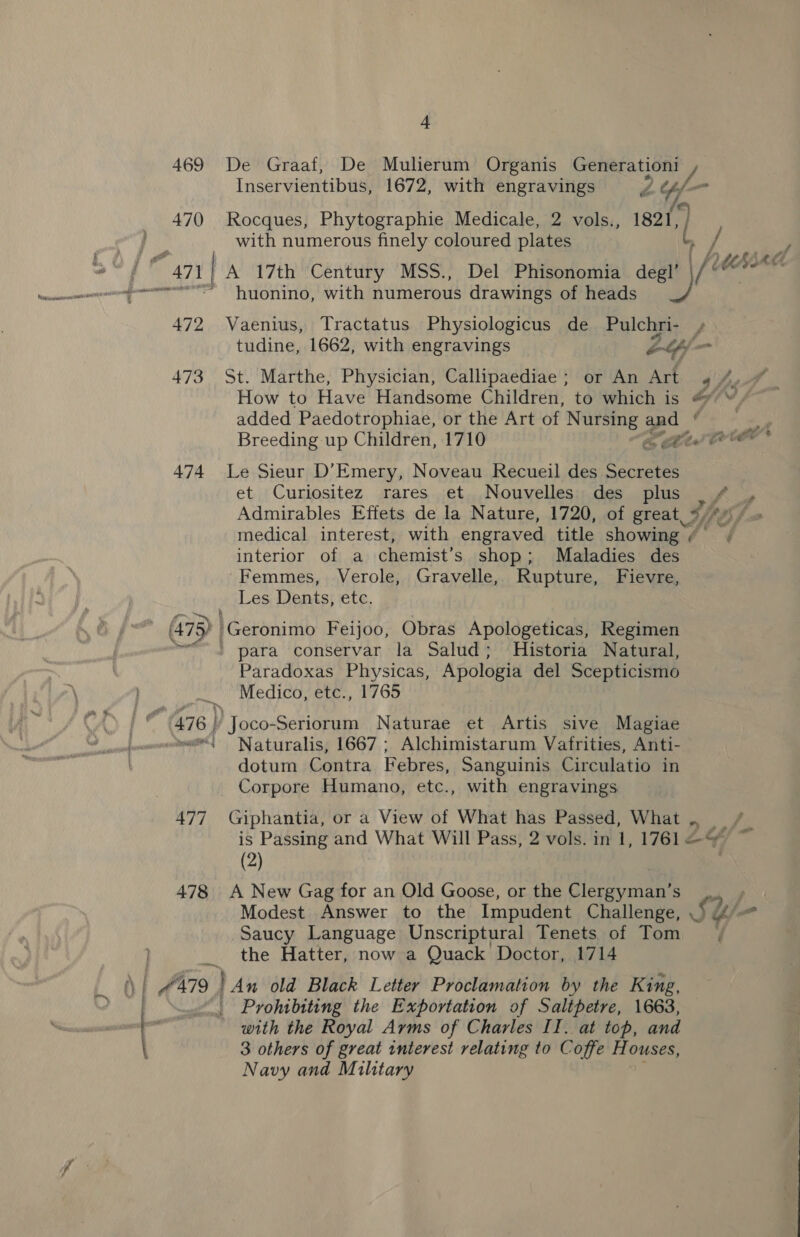 4
469 De Graaf, De Mulierum Organis Generationi
Inservientibus, 1672, with engravings
470 Rocques, Phytographie Medicale, 2 vols., 1821,
with numerous finely coloured plates
471 A 17th Century MSS., Del Phisonomia degl'
huonino, with numerous drawings of heads
472 Vaenius, Tractatus Physiologicus de Pulchri-
tudine, 1662, with engravings
473 St. Marthe, Physician, Callipaediae ; or An Art
How to Have Handsome Children, to which is
added Paedotrophiae, or the Art of Nursing and
Breeding up Children, 1710
474 Le Sieur D'Emery, Noveau Recueil des Secretes
et Curiositez rares et Nouvelles des plus
Admirables Effets de la Nature, 1720, of great
medical interest, with engraved title showing
interior of a chemist's shop ; Maladies des
Femmes, Verole, Gravelle, Rupture, Fievre,
Les Dents, etc.
475 Geronimo Feijoo, Obras Apologeticas, Regimen
para conservar la Salud ; Historia Natural,
Paradoxas Physicas, Apologia del Scepticismo
Medico, etc., 1765
476 Joco-Seriorum Naturae et Artis sive Magiae
Naturalis, 1667 ; Alchimistarum Vafrities, Anti-
dotum Contra Febres, Sanguinis Circulatio in
Corpore Humano, etc., with engravings
477 Giphantia, or a View of What has Passed, What
is Passing and What Will Pass, 2 vols. in 1, 1761
(2)
478 A New Gag for an Old Goose, or the Clergyman's
Modest Answer to the Impudent Challenge,
Saucy Language Unscriptural Tenets of Tom
the Hatter, now a Quack Doctor, 1714
479 An old Black Letter Proclamation by the King,
Prohibiting the Exportation of Saltpetre, 1663,
with the Royal Arms of Charles II. at top, and
3 others of great interest relating to Coffe Houses,
Navy and Military